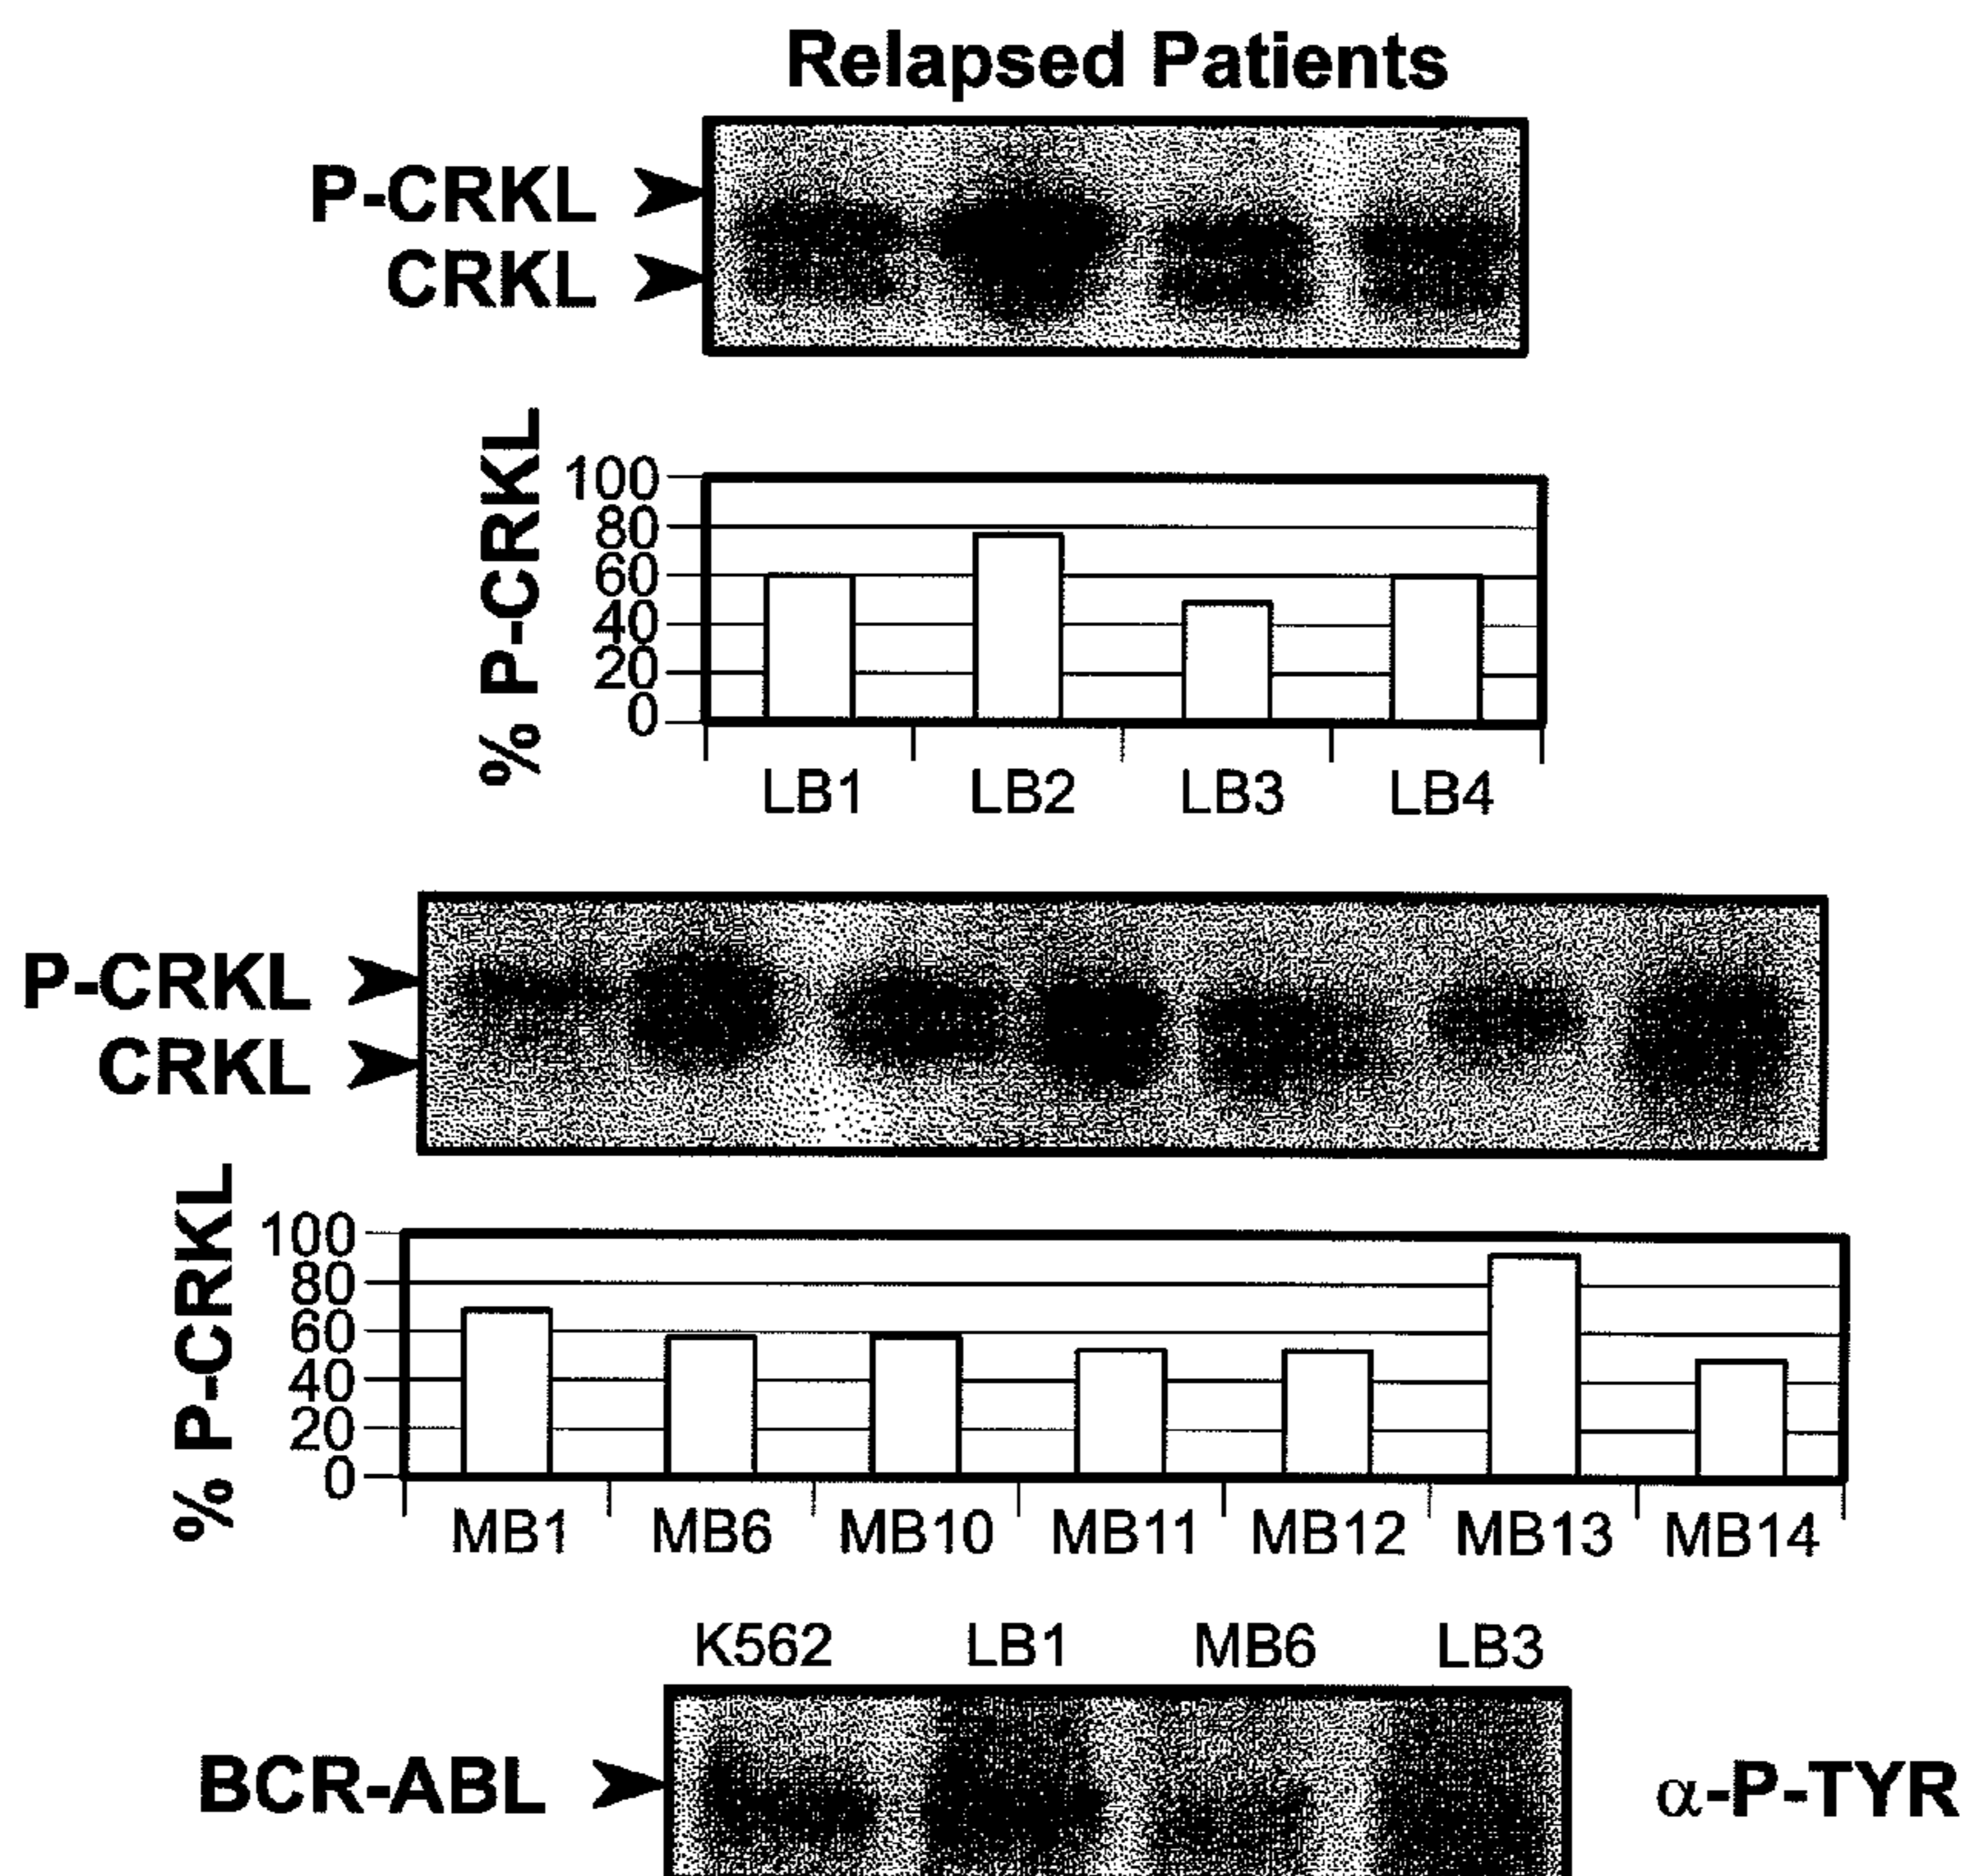 Relapsed Patients
P-CRKL
CRKL
% P-CRKL
100
80
60
40
20
0
LB1 LB2 LB3 LB4
P-CRKL
CRKL
% P-CRKL
100
80
60
40
20
0
MB1 MB6 MB10 MB11 MB12 MB13 MB14
K562 LB1 MB6 LB3
BCR-ABL α-P-TYR